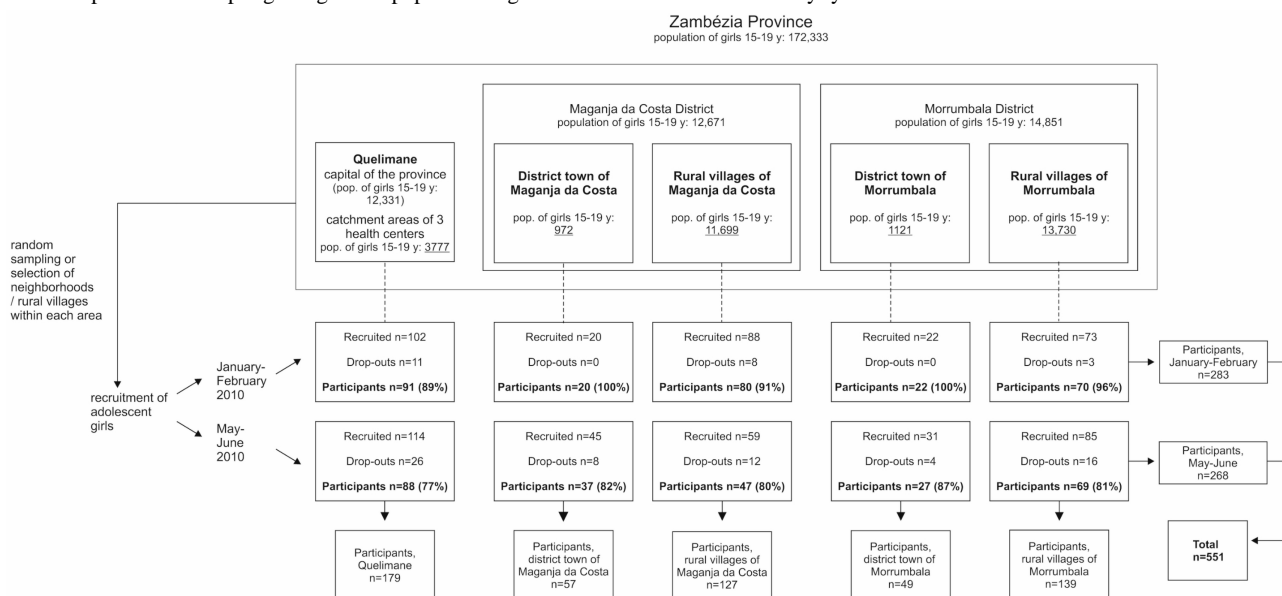 Zambézia Province
population of girls 15-19 y: 172,333
Maganja da Costa District
population of girls 15-19 y: 12,671
Morrumbala District
population of girls 15-19 y: 14,851
Quelimane
capital of the province
(pop. of girls 15-19 y:
12,331)
catchment areas of 3
health centers
pop. of girls 15-19 y: 3777
District town of
Maganja da Costa
pop. of girls 15-19 y:
972
Rural villages of
Maganja da Costa
pop. of girls 15-19 y:
11,699
District town of
Morrumbala
pop. of girls 15-19 y:
1121
Rural villages of
Morrumbala
pop. of girls 15-19 y:
13,730
random
sampling or
selection of
neighborhoods
/ rural villages
within each area
recruitment of
adolescent
girls
January-
February
2010
Recruited n=102
Drop-outs n=11
Participants n=91 (89%)
Recruited n=20
Drop-outs n=0
Participants n=20 (100%)
Recruited n=88
Drop-outs n=8
Participants n=80 (91%)
Recruited n=22
Drop-outs n=0
Participants n=22 (100%)
Recruited n=73
Drop-outs n=3
Participants n=70 (96%)
Participants,
January-February
n=283
May-
June
2010
Recruited n=114
Drop-outs n=26
Participants n=88 (77%)
Recruited n=45
Drop-outs n=8
Participants n=37 (82%)
Recruited n=59
Drop-outs n=12
Participants n=47 (80%)
Recruited n=31
Drop-outs n=4
Participants n=27 (87%)
Recruited n=85
Drop-outs n=16
Participants n=69 (81%)
Participants,
May-June
n=268
Participants,
Quelimane
n=179
Participants,
district town of
Maganja da Costa
n=57
Participants,
rural villages of
Maganja da Costa
n=127
Participants,
district town of
Morrumbala
n=49
Participants,
rural villages of
Morrumbala
n=139
Total
n=551